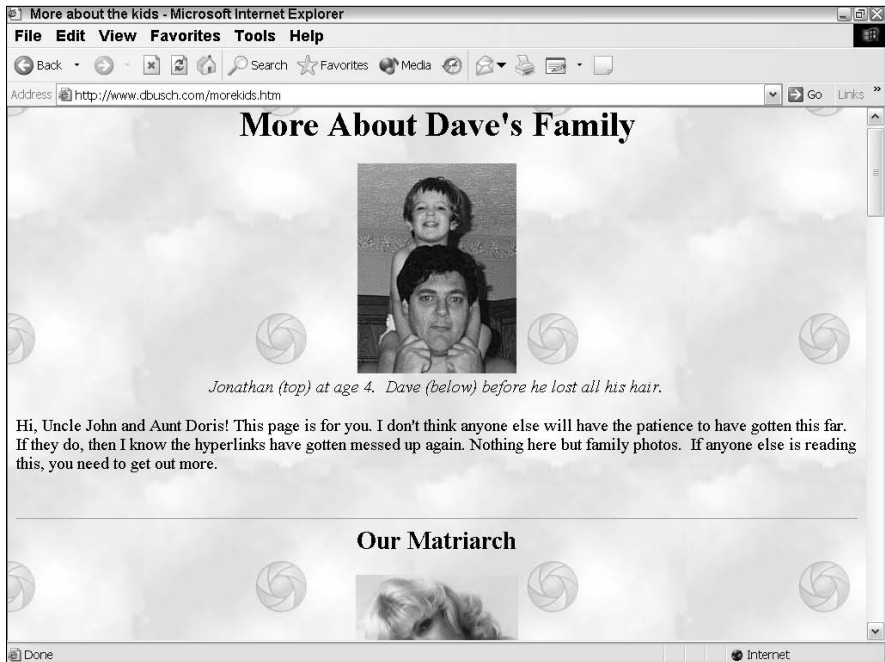 More about the kids - Microsoft Internet Explorer
File Edit View Favorites Tools Help
Back Search Favorites Media
Address http://www.dbusch.com/morekids.htm Go Links »
More About Dave's Family
Jonathan (top) at age 4. Dave (below) before he lost all his hair.
Hi, Uncle John and Aunt Doris! This page is for you. I don't think anyone else will have the patience to have gotten this far.
If they do, then I know the hyperlinks have gotten messed up again. Nothing here but family photos. If anyone else is reading
this, you need to get out more.
Our Matriarch
Done Internet